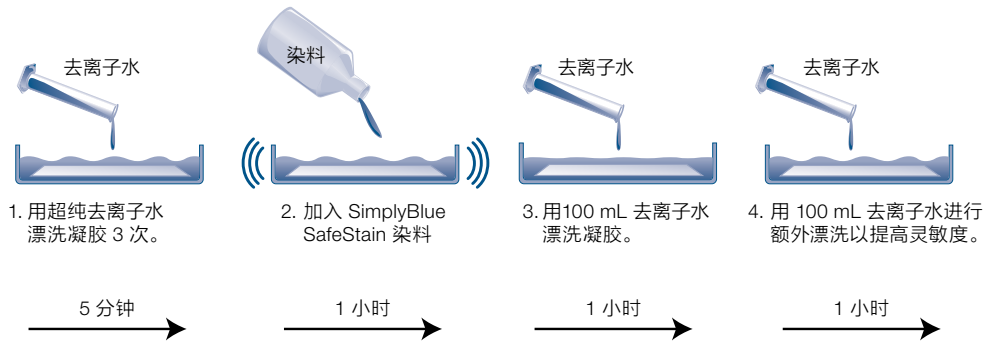 去离子水
染料
去离子水
去离子水
1. 用超纯去离子水
漂洗凝胶 3 次。
2. 加入 SimplyBlue
SafeStain 染料
3. 用100 mL 去离子水
漂洗凝胶。
4. 用 100 mL 去离子水进行
额外漂洗以提高灵敏度。
5 分钟
1 小时
1 小时
1 小时